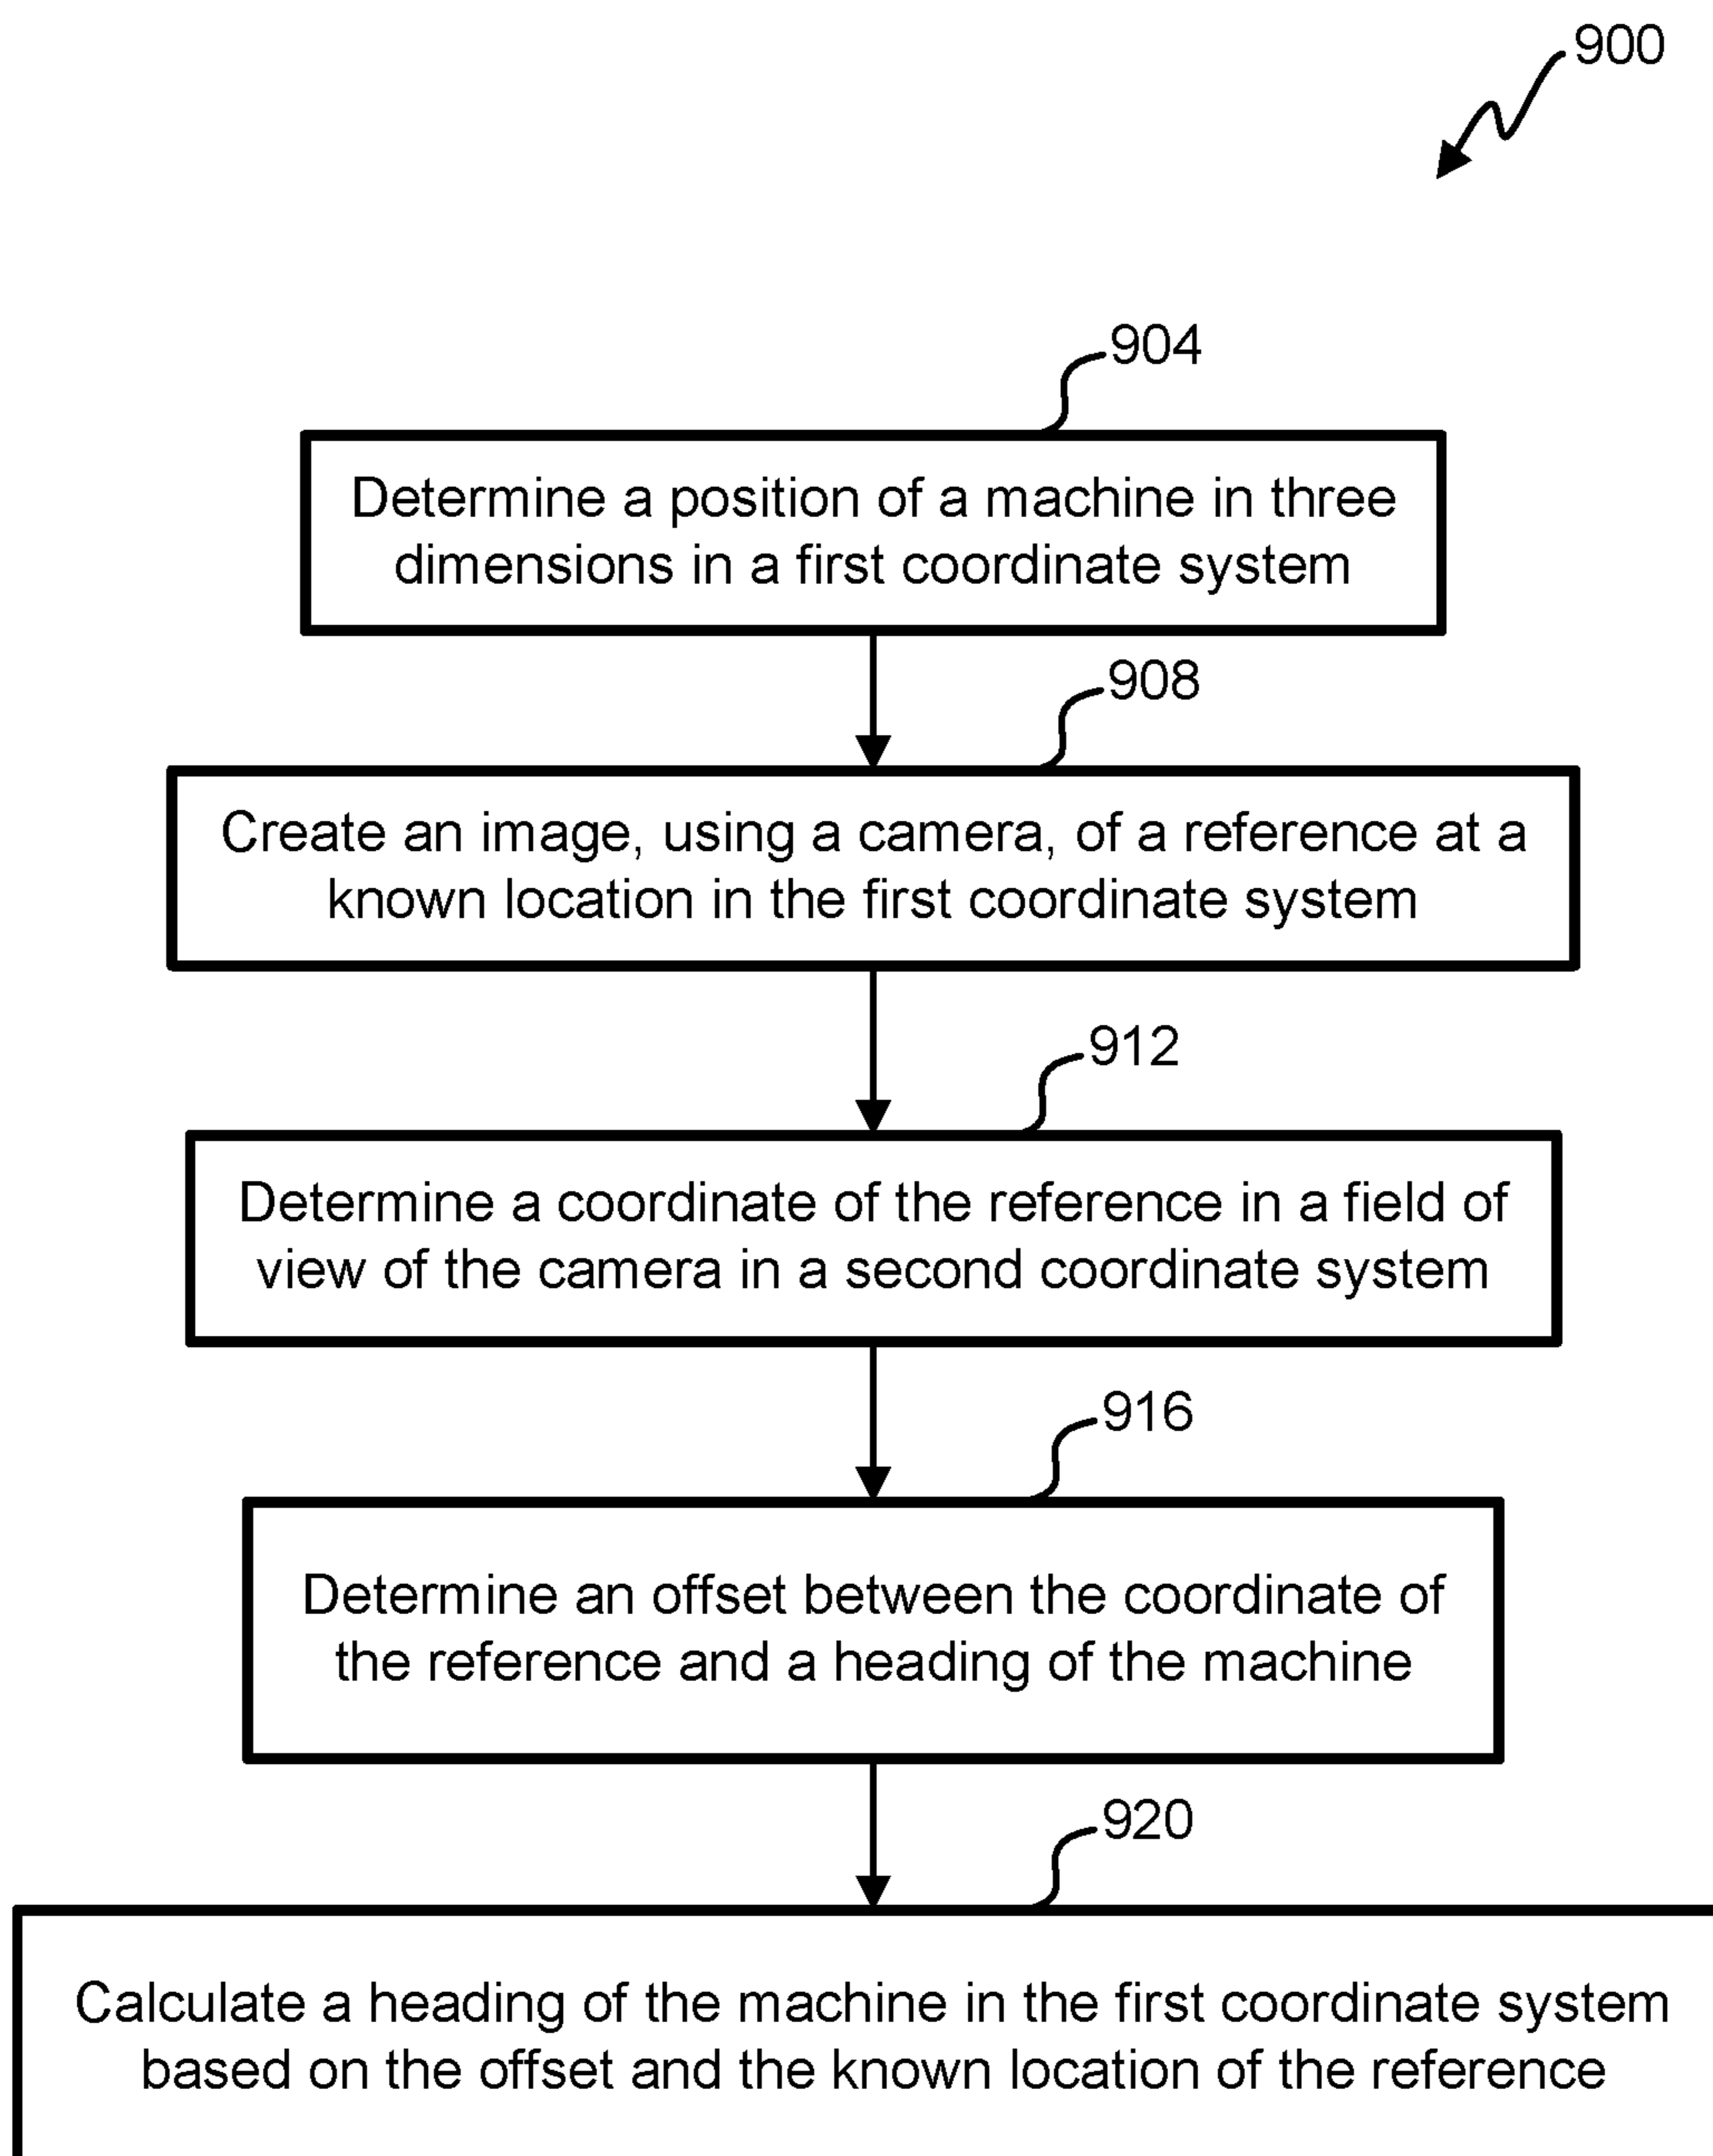 900
904
Determine a position of a machine in three
dimensions in a first coordinate system
908
Create an image, using a camera, of a reference at a
known location in the first coordinate system
912
Determine a coordinate of the reference in a field of
view of the camera in a second coordinate system
916
Determine an offset between the coordinate of
the reference and a heading of the machine
920
Calculate a heading of the machine in the first coordinate system
based on the offset and the known location of the reference